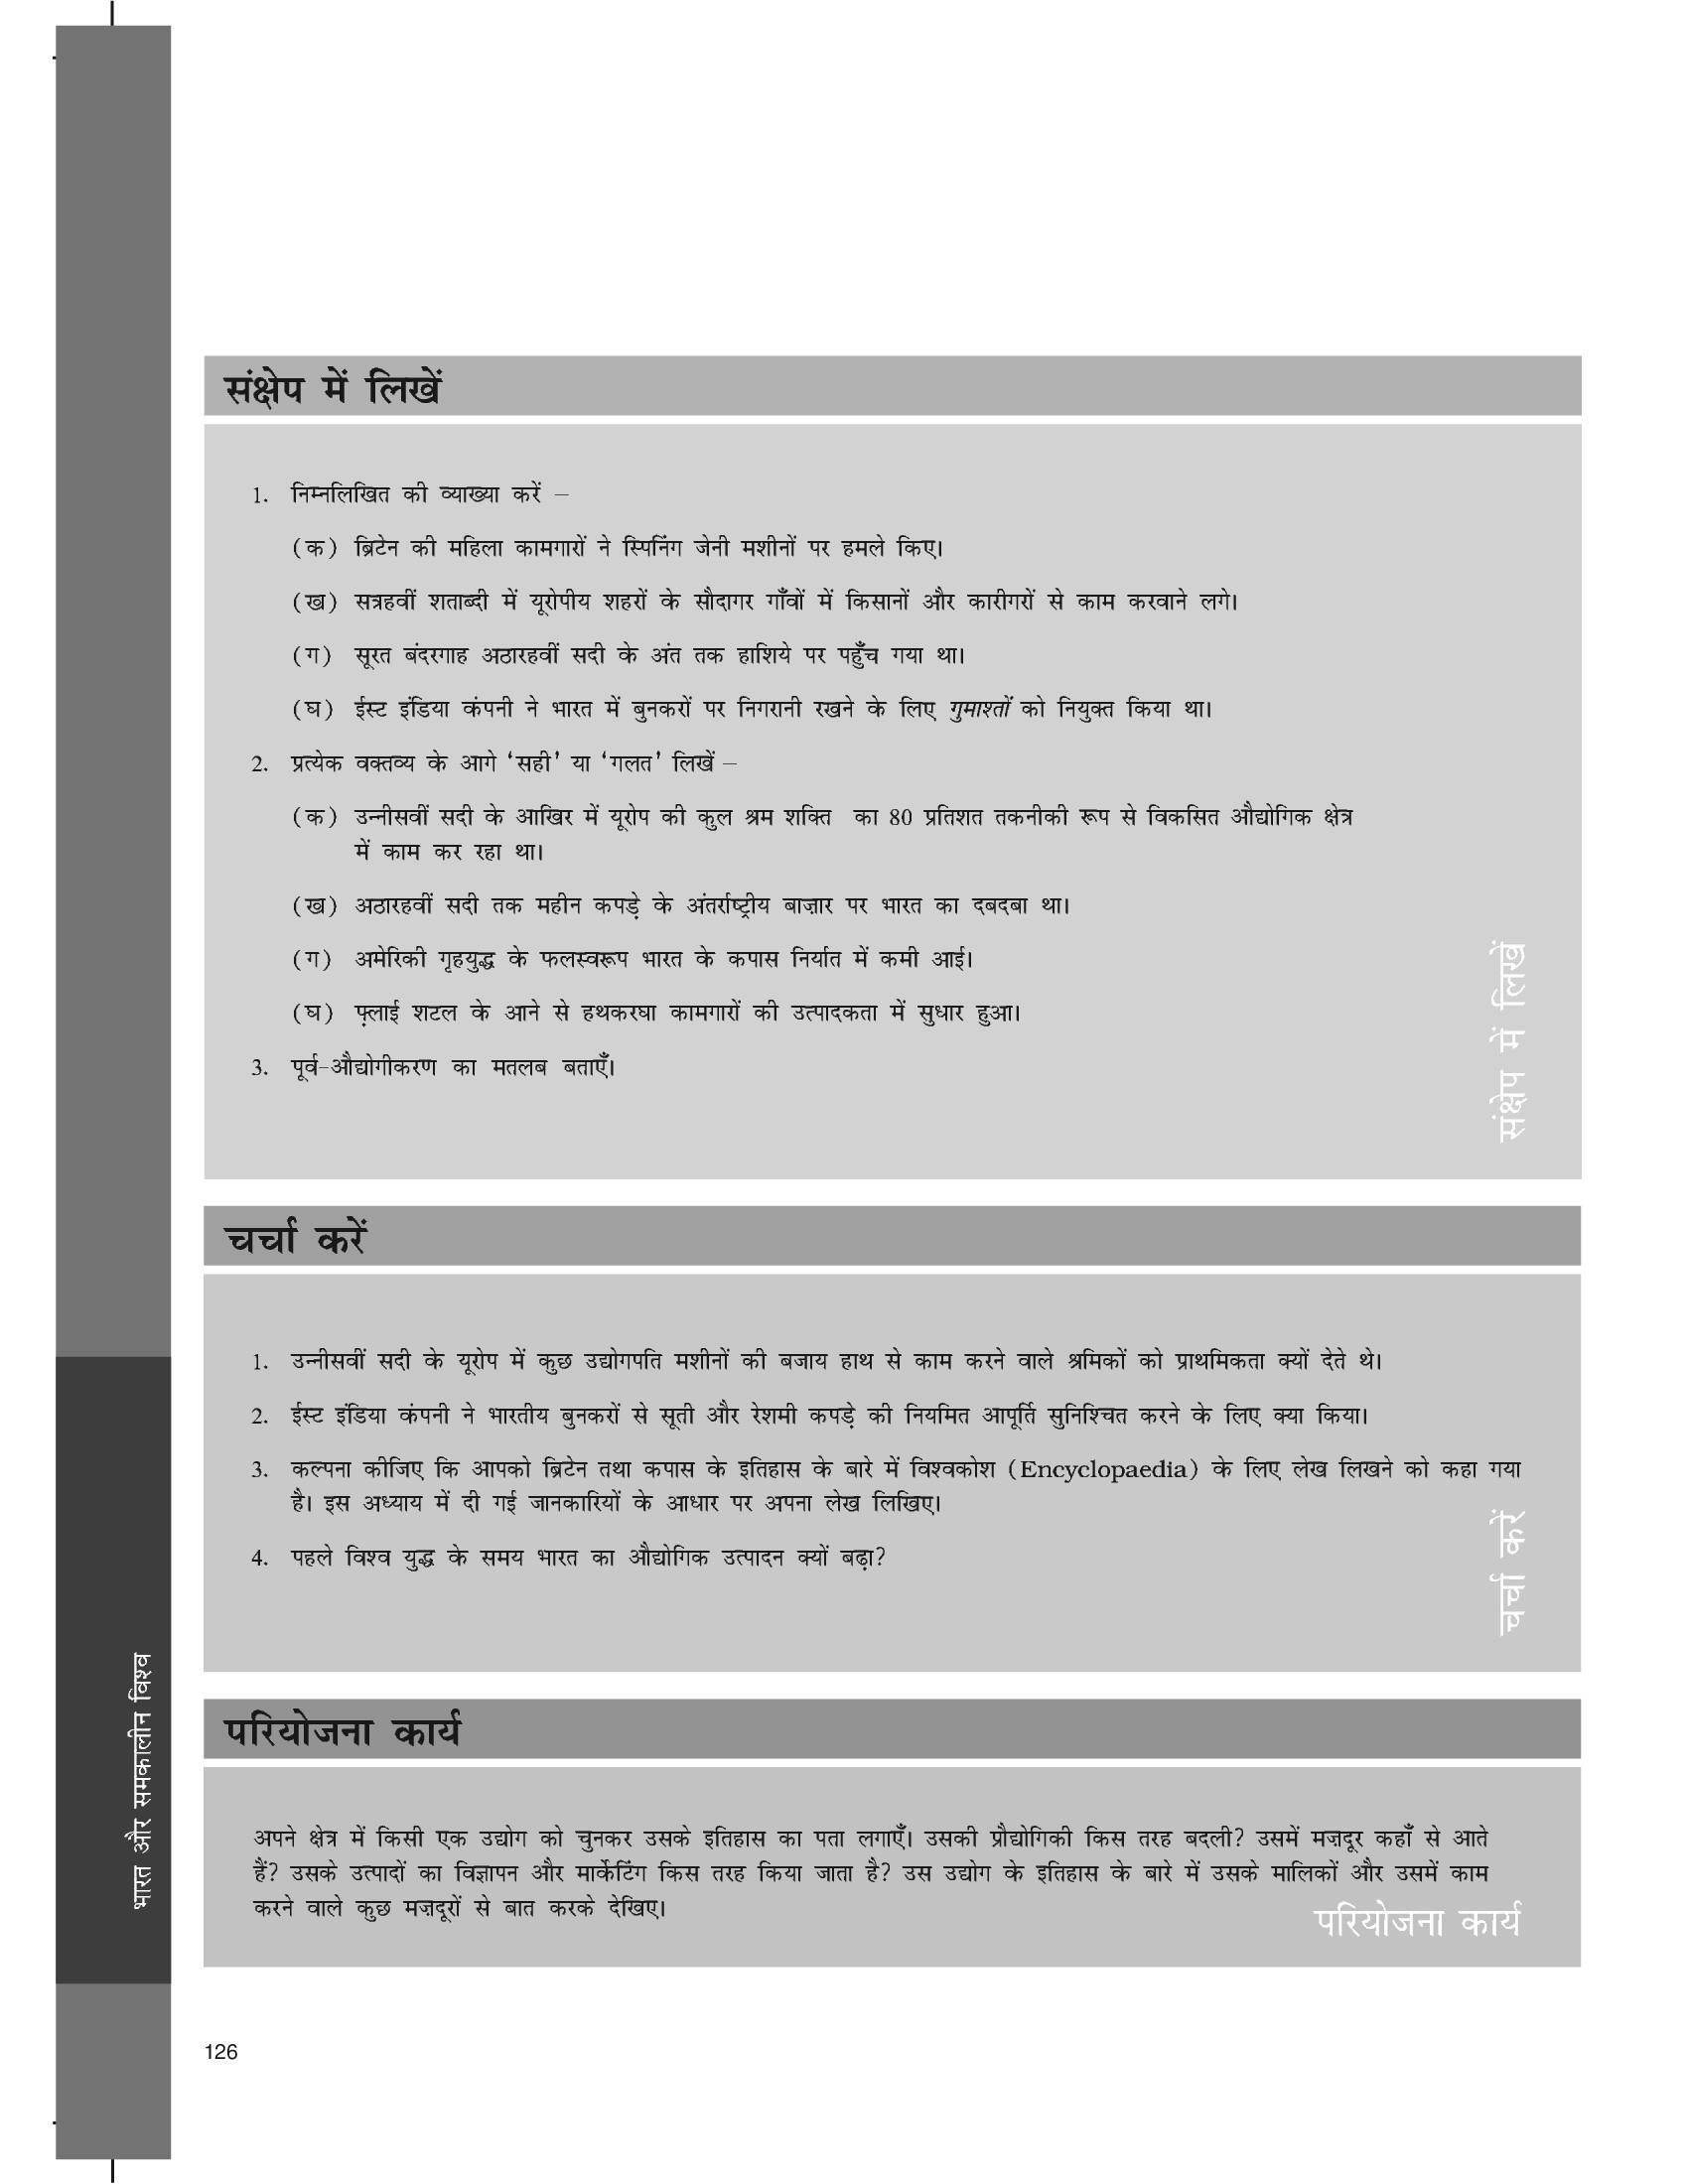 संक्षेप में लिखें
1. निम्नलिखित की व्याख्या करें –
(क) ब्रिटेन की महिला कामगारों ने स्पिनिंग जेनी मशीनों पर हमले किए।
(ख) सत्रहवीं शताब्दी में यूरोपीय शहरों के सौदागर गाँवों में किसानों और कारीगरों से काम करवाने लगे।
(ग) सूरत बंदरगाह अठारहवीं सदी के अंत तक हाशिये पर पहुँच गया था।
(घ) ईस्ट इंडिया कंपनी ने भारत में बुनकरों पर निगरानी रखने के लिए गुमाश्तों को नियुक्त किया था।
2. प्रत्येक वक्तव्य के आगे ‘सही’ या ‘गलत’ लिखें –
(क) उन्नीसवीं सदी के आखिर में यूरोप की कुल श्रम शक्ति का 80 प्रतिशत तकनीकी रूप से विकसित औद्योगिक क्षेत्र
में काम कर रहा था।
(ख) अठारहवीं सदी तक महीन कपड़े के अंतर्राष्ट्रीय बाज़ार पर भारत का दबदबा था।
(ग) अमेरिकी गृहयुद्ध के फलस्वरूप भारत के कपास निर्यात में कमी आई।
(घ) फ़्लाई शटल के आने से हथकरघा कामगारों की उत्पादकता में सुधार हुआ।
3. पूर्व-औद्योगीकरण का मतलब बताएँ।
संक्षेप में लिखें
चर्चा करें
1. उन्नीसवीं सदी के यूरोप में कुछ उद्योगपति मशीनों की बजाय हाथ से काम करने वाले श्रमिकों को प्राथमिकता क्यों देते थे।
2. ईस्ट इंडिया कंपनी ने भारतीय बुनकरों से सूती और रेशमी कपड़े की नियमित आपूर्ति सुनिश्चित करने के लिए क्या किया।
3. कल्पना कीजिए कि आपको ब्रिटेन तथा कपास के इतिहास के बारे में विश्वकोश (Encyclopaedia) के लिए लेख लिखने को कहा गया
है। इस अध्याय में दी गई जानकारियों के आधार पर अपना लेख लिखिए।
4. पहले विश्व युद्ध के समय भारत का औद्योगिक उत्पादन क्यों बढ़ा?
चर्चा करें
परियोजना कार्य
अपने क्षेत्र में किसी एक उद्योग को चुनकर उसके इतिहास का पता लगाएँ। उसकी प्रौद्योगिकी किस तरह बदली? उसमें मज़दूर कहाँ से आते
हैं? उसके उत्पादों का विज्ञापन और मार्केटिंग किस तरह किया जाता है? उस उद्योग के इतिहास के बारे में उसके मालिकों और उसमें काम
करने वाले कुछ मज़दूरों से बात करके देखिए।
परियोजना कार्य
भारत और समकालीन विश्व
126